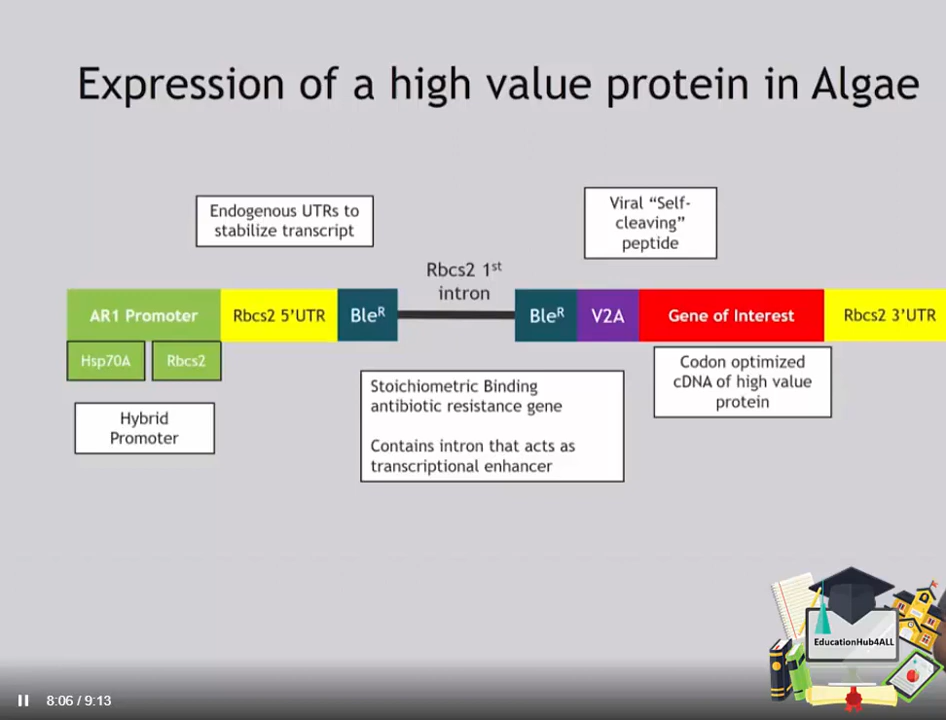 Expression of a high value protein in Algae
Endogenous UTRs to
stabilize transcript
Viral “Self-
cleaving”
peptide
Rbcs2 1st
intron
AR1 Promoter
Rbcs2 5’UTR
BleR
BleR
V2A
Gene of Interest
Rbcs2 3’UTR
Hsp70A
Rbcs2
Hybrid
Promoter
Stoichiometric Binding
antibiotic resistance gene
Contains intron that acts as
transcriptional enhancer
Codon optimized
cDNA of high value
protein
EducationHub4ALL
8:06 / 9:13